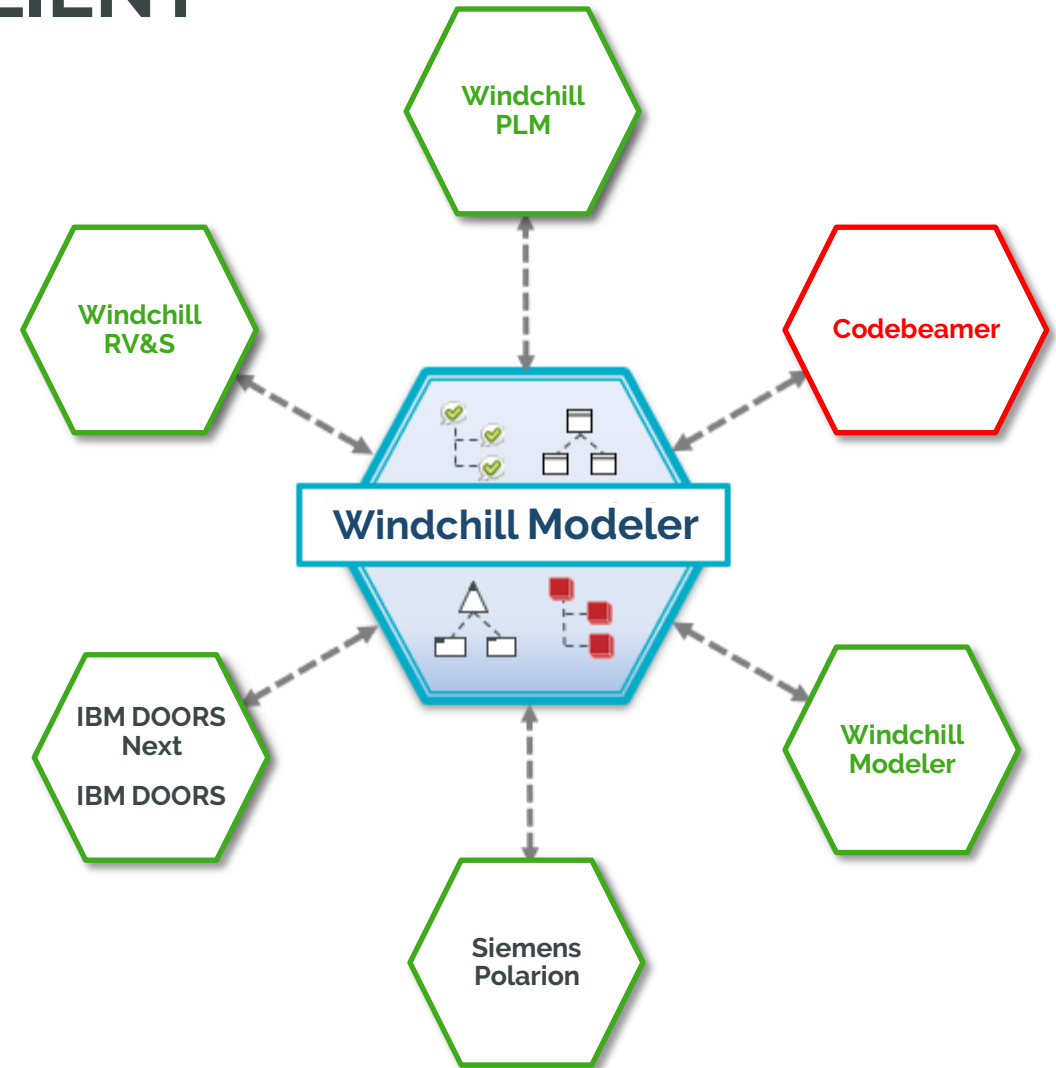 Windchill
PLM
Windchill
RV&S
Codebeamer
Windchill Modeler
IBM DOORS
Next
IBM DOORS
Windchill
Modeler
Siemens
Polarion